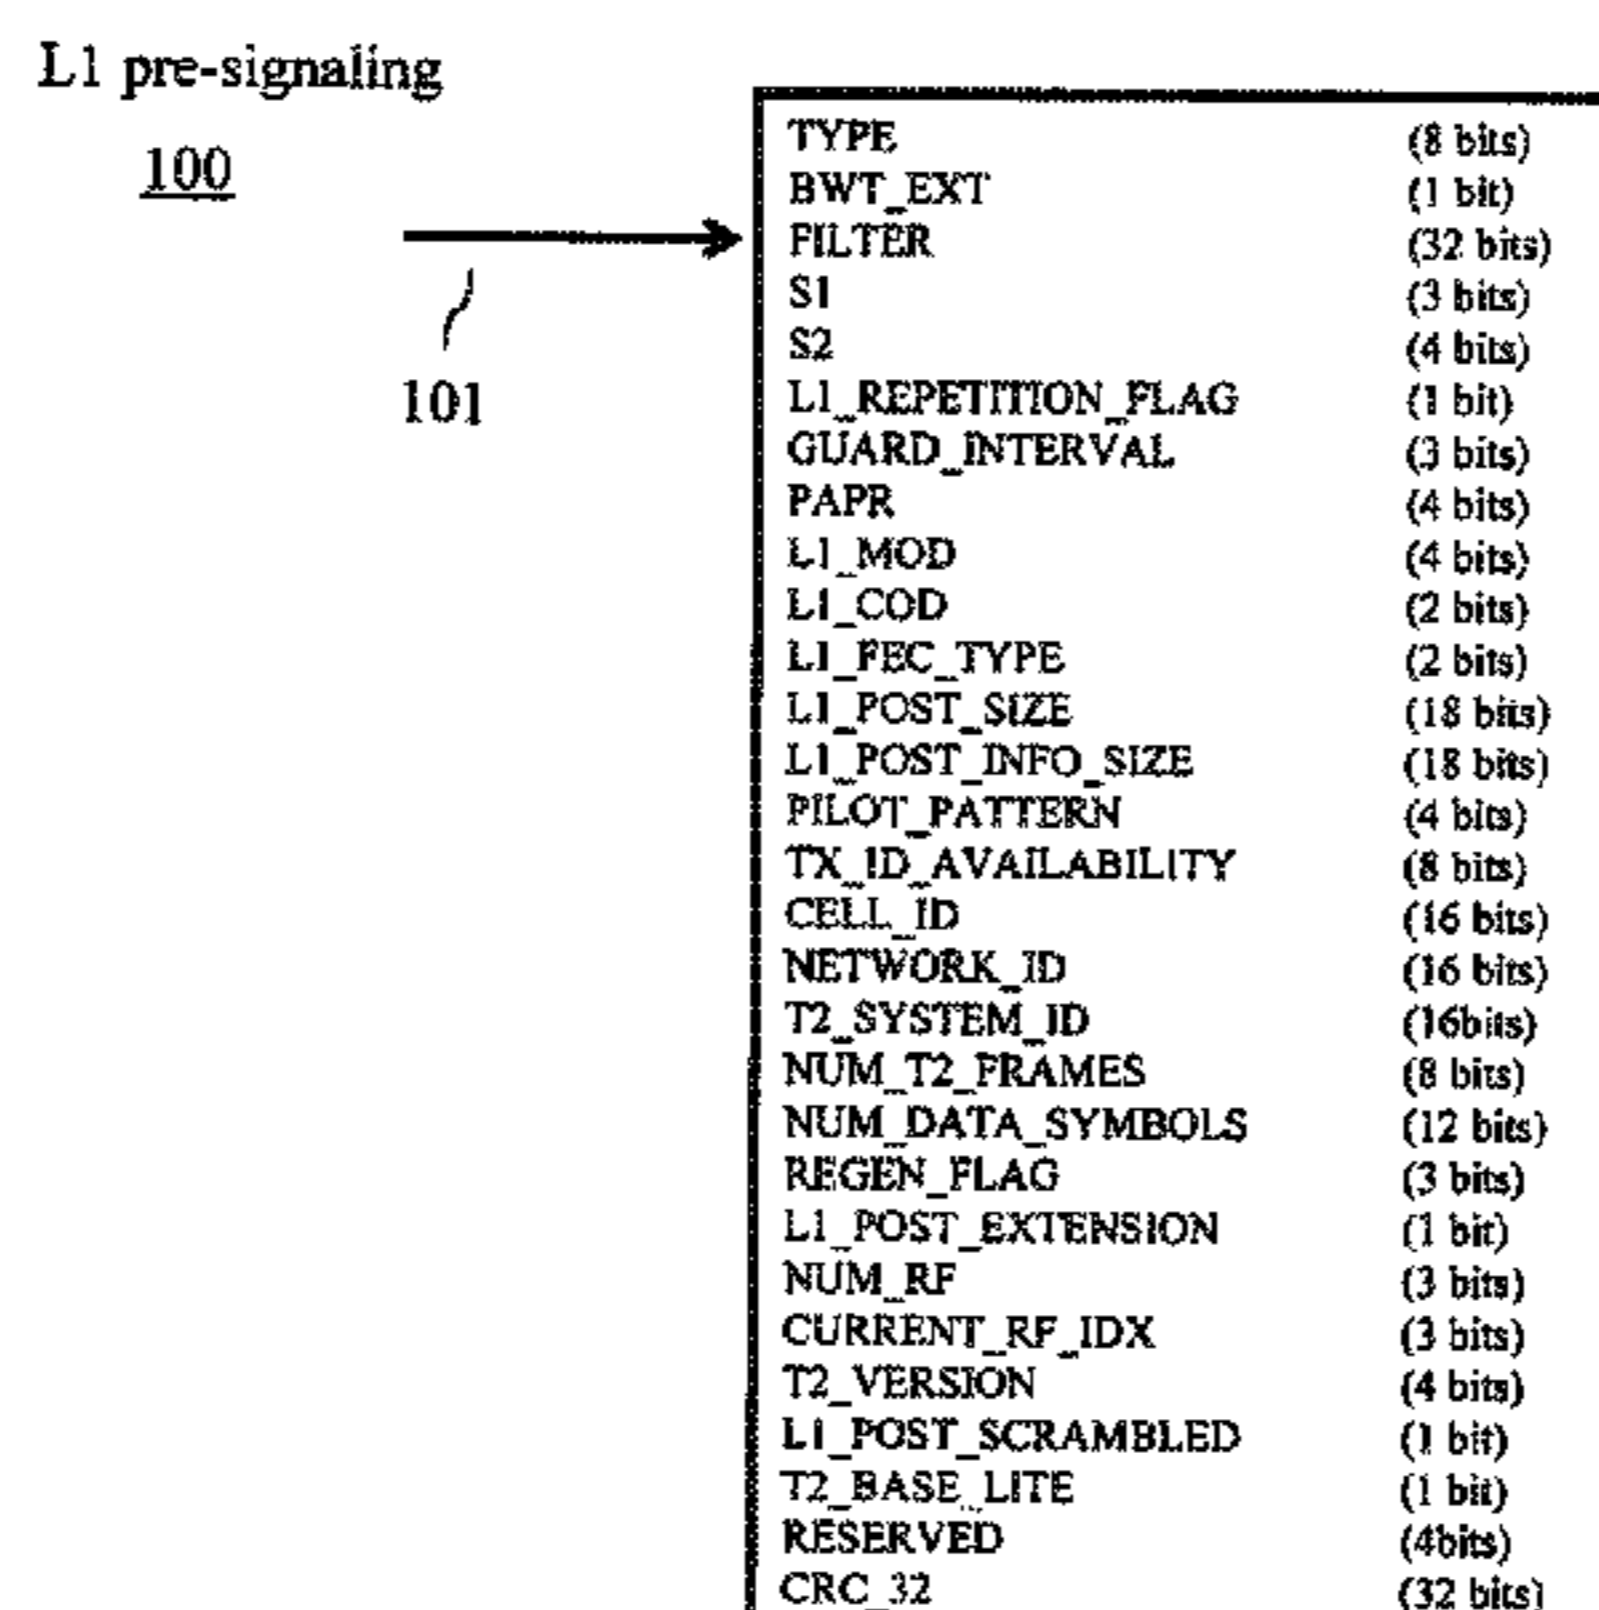 L1 pre-signaling
100
101
TYPE (8 bits)
BWT_EXT (1 bit)
FILTER (32 bits)
S1 (3 bits)
S2 (4 bits)
L1_REPETITION_FLAG (1 bit)
GUARD_INTERVAL (3 bits)
PAPR (4 bits)
L1_MOD (4 bits)
L1_COD (2 bits)
L1_FEC_TYPE (2 bits)
L1_POST_SIZE (18 bits)
L1_POST_INFO_SIZE (18 bits)
PILOT_PATTERN (4 bits)
TX_ID_AVAILABILITY (8 bits)
CELL_ID (16 bits)
NETWORK_ID (16 bits)
T2_SYSTEM_ID (16bits)
NUM_T2_FRAMES (8 bits)
NUM_DATA_SYMBOLS (12 bits)
REGEN_FLAG (3 bits)
L1_POST_EXTENSION (1 bit)
NUM_RF (3 bits)
CURRENT_RF_IDX (3 bits)
T2_VERSION (4 bits)
L1_POST_SCRAMBLED (1 bit)
T2_BASE_LITE (1 bit)
RESERVED (4bits)
CRC_32 (32 bits)